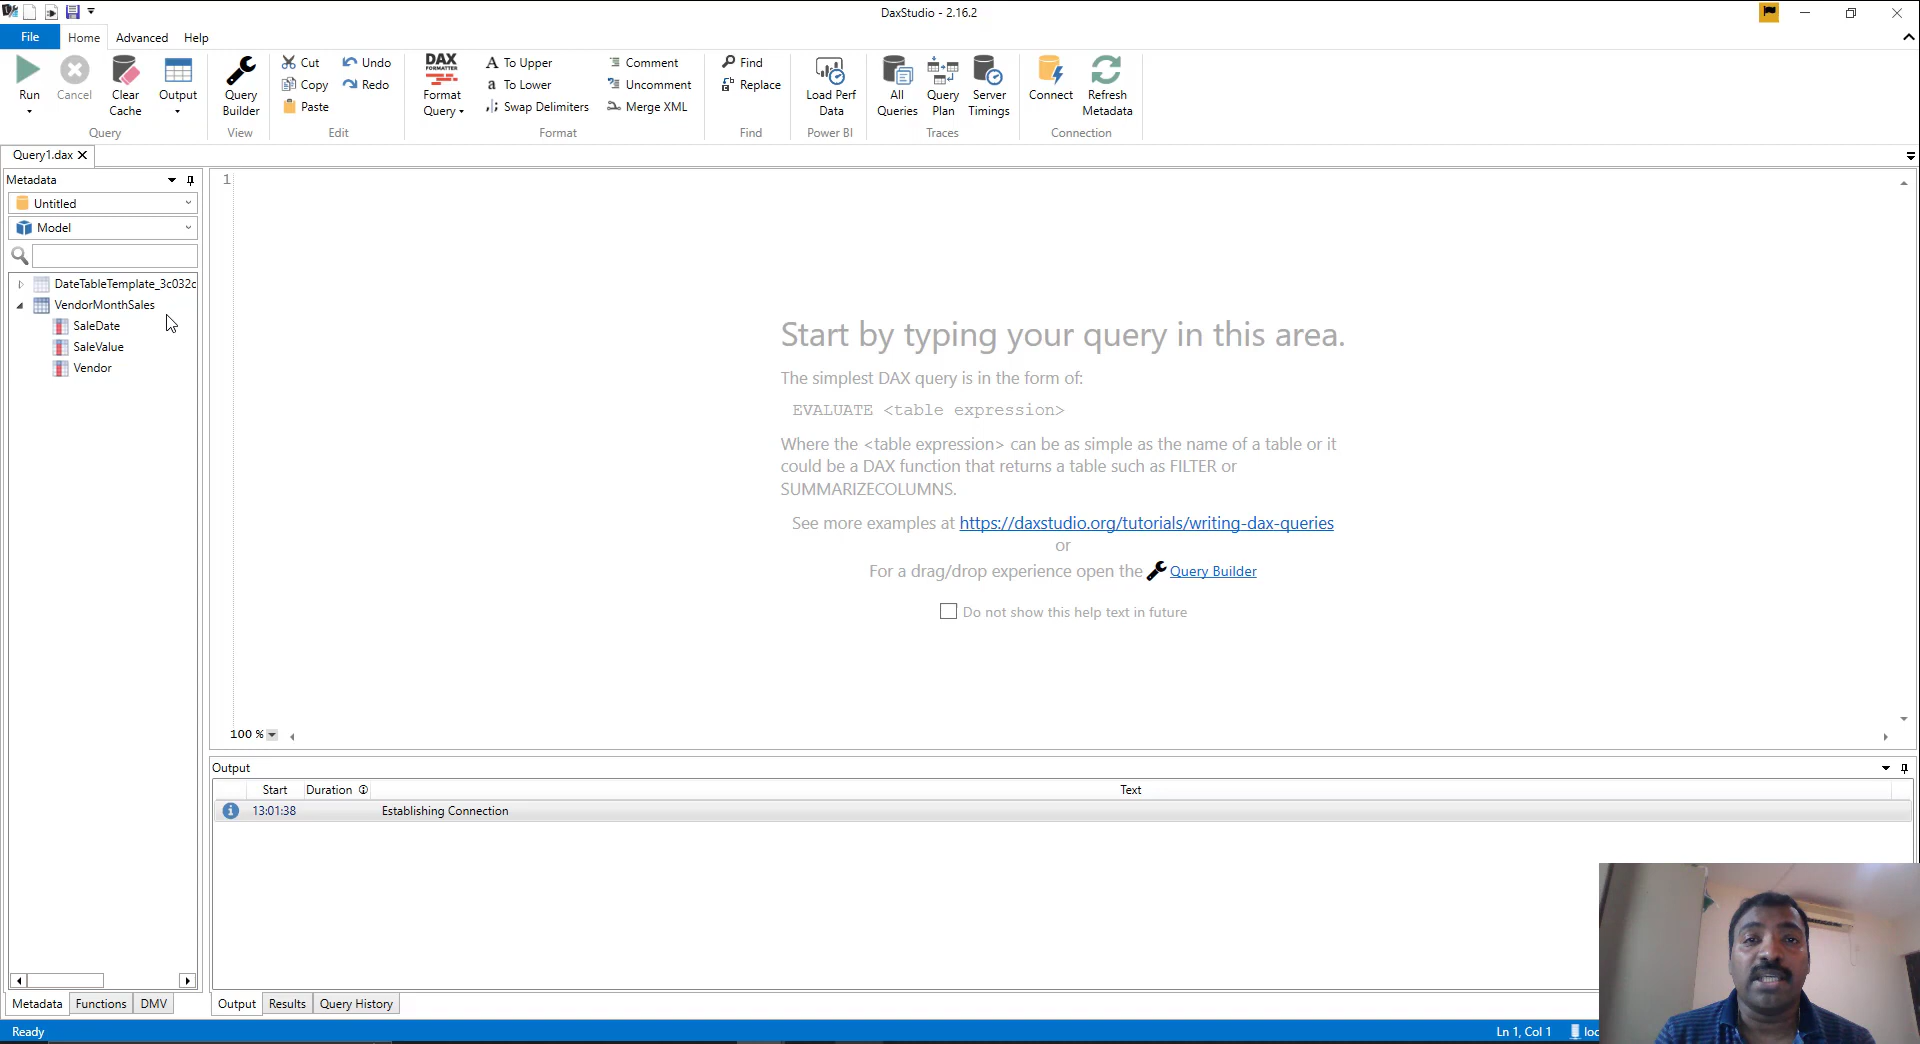 DaxStudio - 2.16.2
File
Home
Advanced
Help
Run
Cancel
Clear
Cache
Output
Query
Query
Builder
View
Cut
Copy
Paste
Undo
Redo
Edit
DAX
FORMATTER
Format
Query
A To Upper
a To Lower
Swap Delimiters
Comment
Uncomment
Merge XML
Format
Find
Replace
Find
Load Perf
Data
Power BI
All
Queries
Query
Plan
Server
Timings
Traces
Connect
Refresh
Metadata
Connection
Query1.dax
Metadata
Untitled
Model
DateTableTemplate_3c032c
VendorMonthSales
SaleDate
SaleValue
Vendor
1
Start by typing your query in this area.
The simplest DAX query is in the form of:
EVALUATE <table expression>
Where the <table expression> can be as simple as the name of a table or it
could be a DAX function that returns a table such as FILTER or
SUMMARIZECOLUMNS.
See more examples at https://daxstudio.org/tutorials/writing-dax-queries
or
For a drag/drop experience open the Query Builder
Do not show this help text in future
100 %
Output
Start Duration Text
13:01:38 Establishing Connection
Metadata
Functions
DMV
Output
Results
Query History
Ready
Ln 1, Col 1
loc